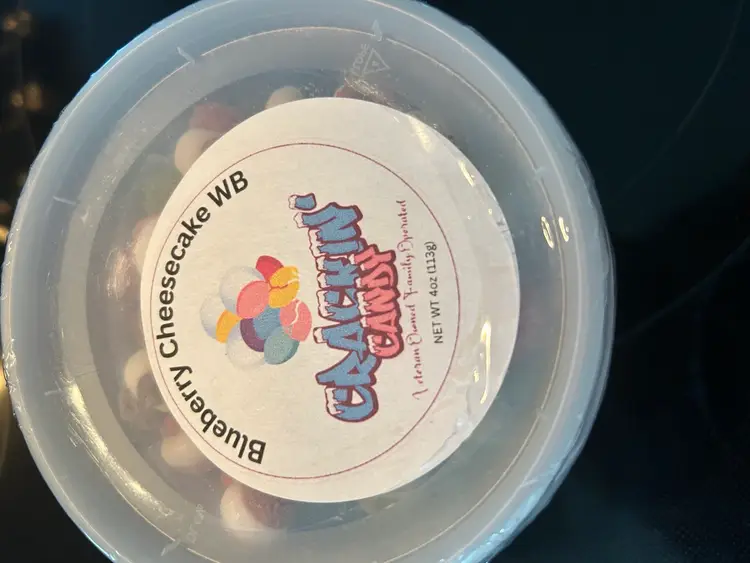 Blueberry Cheesecake WB
CRACKIN'
CANDY
Veteran Owned Family Operated
NET WT 4oz (113g)